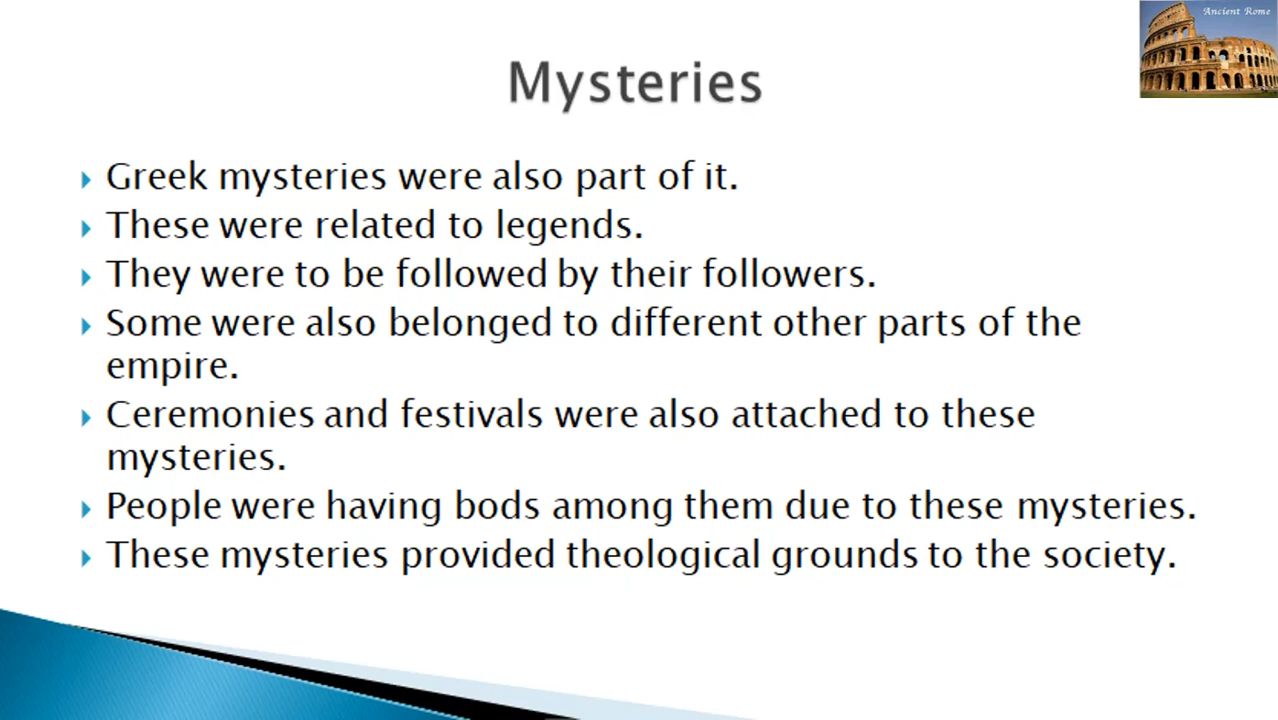 Ancient Rome
Mysteries
Greek mysteries were also part of it.
These were related to legends.
They were to be followed by their followers.
Some were also belonged to different other parts of the
empire.
Ceremonies and festivals were also attached to these
mysteries.
People were having bods among them due to these mysteries.
These mysteries provided theological grounds to the society.